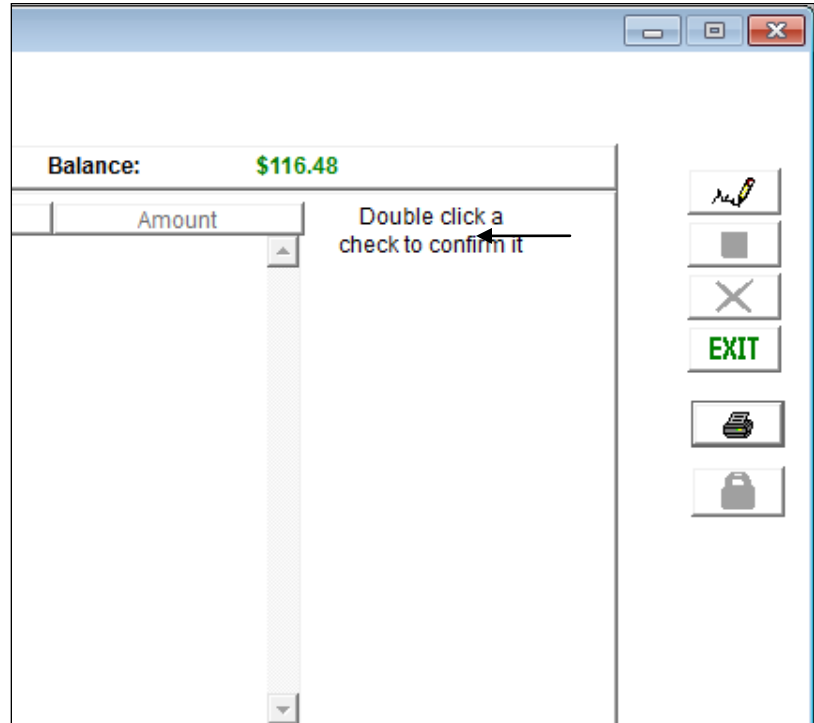 Balance: $116.48
Amount
Double click a
check to confirm it
EXIT